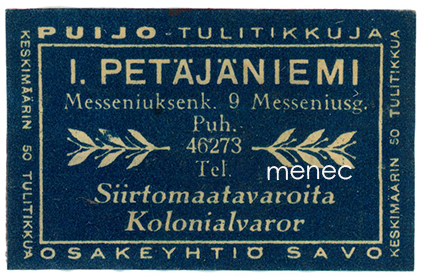 PUIJO-TULITIKKUJA
KESKIMÄÄRIN 50 TULITIKKUA
I. PETÄJÄNIEMI
Messeniuksenk. 9 Messeniusg.
Puh.
46273
Tel.
menec
Siirtomaatavaroita
Kolonialvaror
KESKIMÄÄRIN 50 TULITIKKUA
OSAKEYHTIÖ SAVO